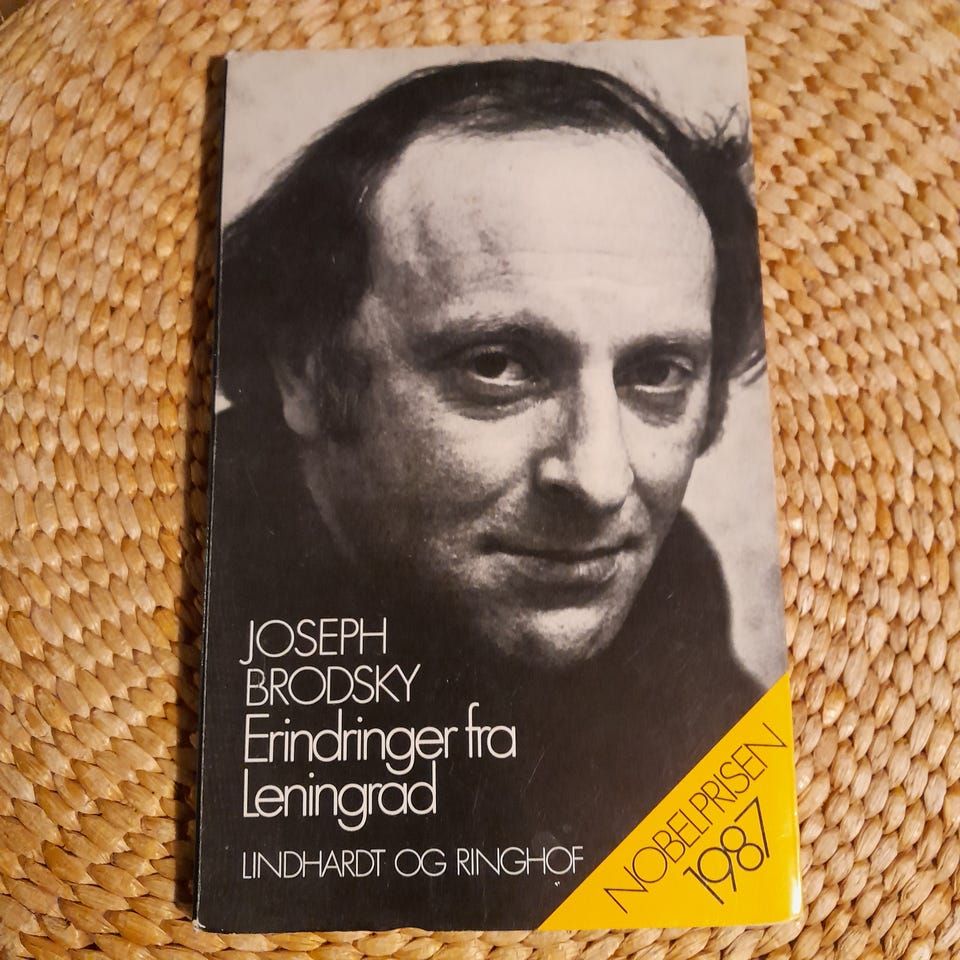 JOSEPH
BRODSKY
Erindringer fra
Leningrad
LINDHARDT OG RINGHOF
NOBELPRISEN
1987